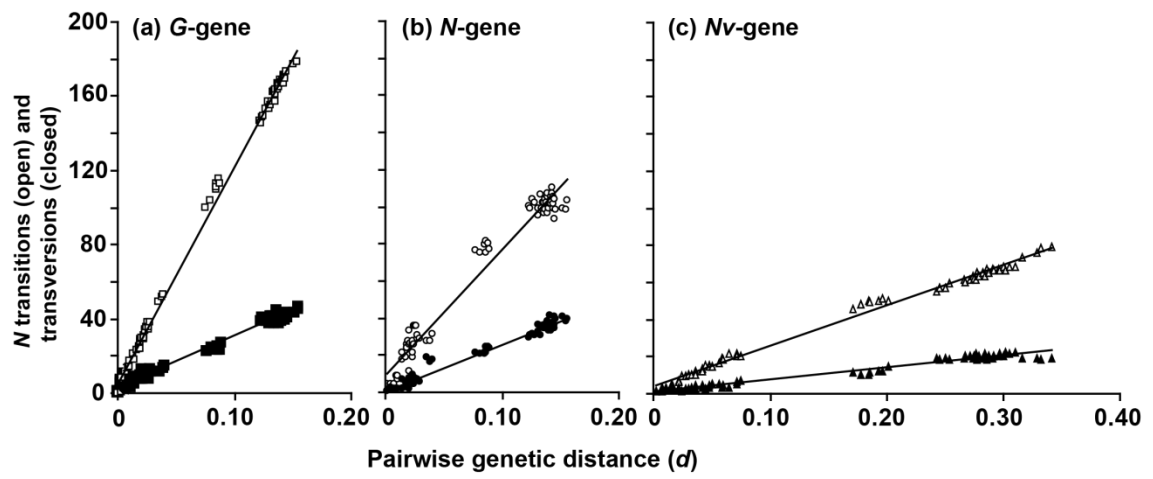 (a) G-gene
(b) N-gene
(c) Nv-gene
N transitions (open) and
transversions (closed)
200
160
120
80
40
0
0 0.10 0.20
0 0.10 0.20
0 0.10 0.20 0.30 0.40
Pairwise genetic distance (d)